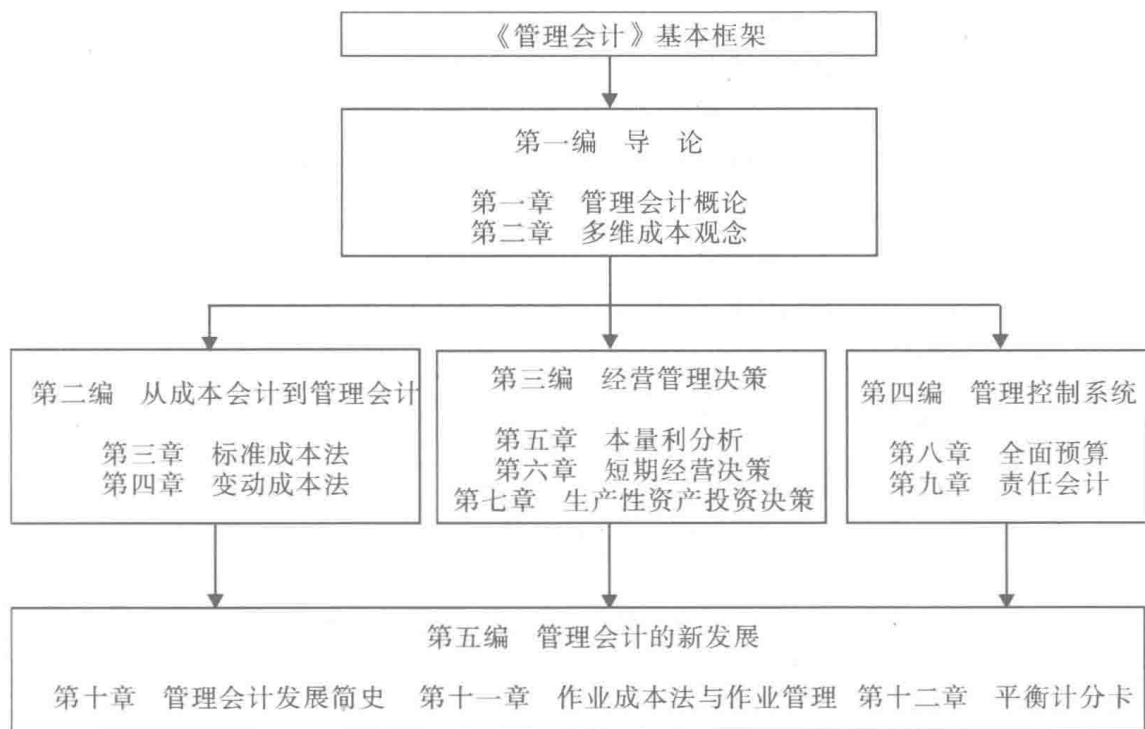 《管理会计》基本框架
第一编 导 论
第一章 管理会计概论
第二章 多维成本观念
第二编 从成本会计到管理会计
第三章 标准成本法
第四章 变动成本法
第三编 经营管理决策
第五章 本量利分析
第六章 短期经营决策
第七章 生产性资产投资决策
第四编 管理控制系统
第八章 全面预算
第九章 责任会计
第五编 管理会计的新发展
第十章 管理会计发展简史 第十一章 作业成本法与作业管理 第十二章 平衡计分卡